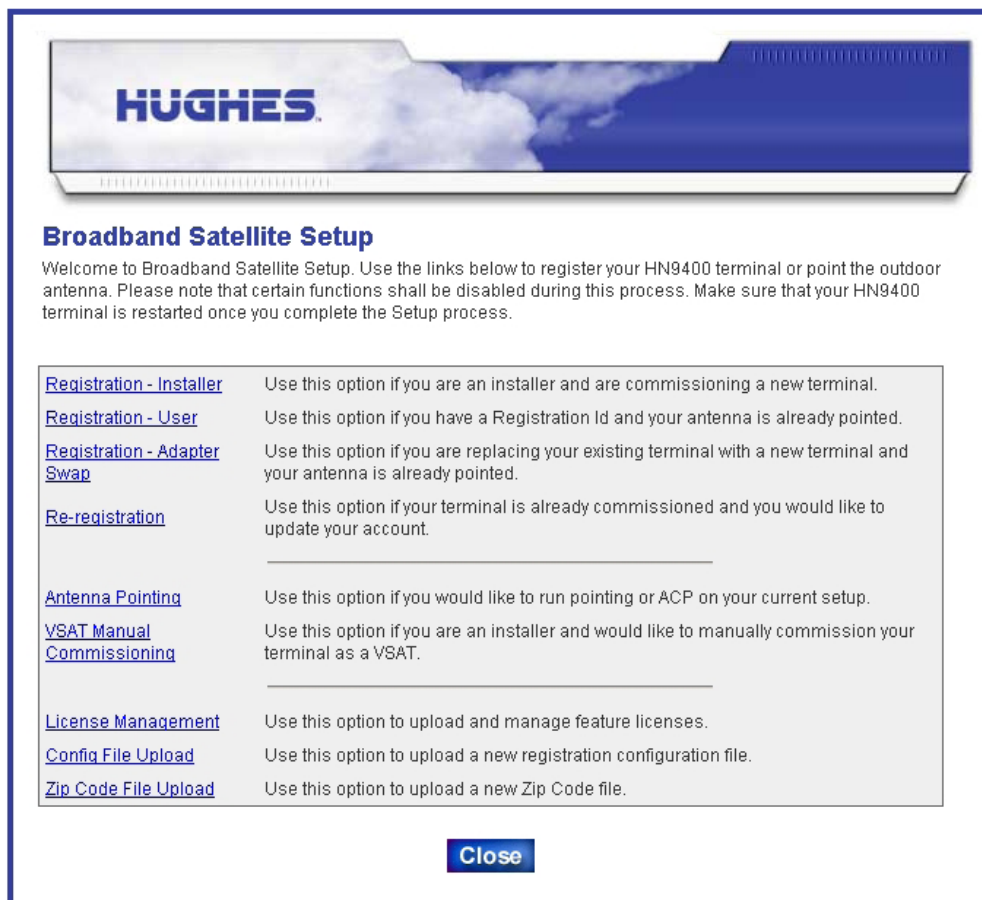 HUGHES.
Broadband Satellite Setup
Welcome to Broadband Satellite Setup. Use the links below to register your HN9400 terminal or point the outdoor
antenna. Please note that certain functions shall be disabled during this process. Make sure that your HN9400
terminal is restarted once you complete the Setup process.
Registration - Installer Use this option if you are an installer and are commissioning a new terminal.
Registration - User Use this option if you have a Registration Id and your antenna is already pointed.
Registration - Adapter
Swap
Use this option if you are replacing your existing terminal with a new terminal and
your antenna is already pointed.
Re-registration
Use this option if your terminal is already commissioned and you would like to
update your account.
Antenna Pointing Use this option if you would like to run pointing or ACP on your current setup.
VSAT Manual
Commissioning
Use this option if you are an installer and would like to manually commission your
terminal as a VSAT.
License Management Use this option to upload and manage feature licenses.
Config File Upload Use this option to upload a new registration configuration file.
Zip Code File Upload Use this option to upload a new Zip Code file.
Close